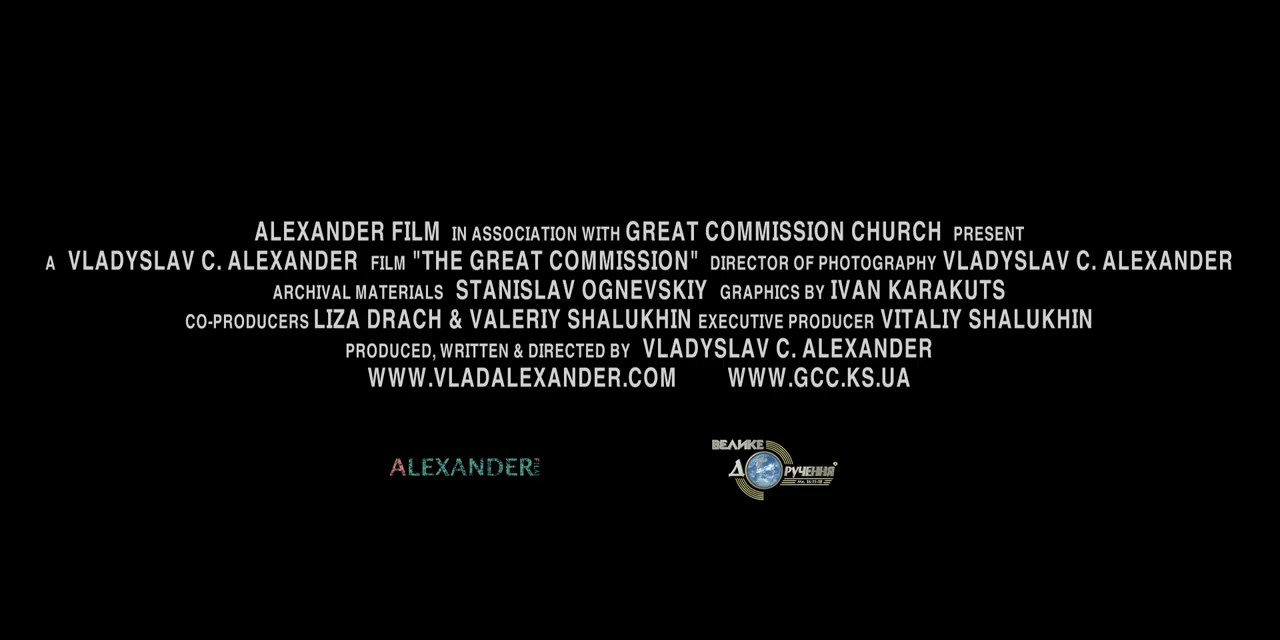 ALEXANDER FILM IN ASSOCIATION WITH GREAT COMMISSION CHURCH PRESENT
A VLADYSLAV C. ALEXANDER FILM "THE GREAT COMMISSION" DIRECTOR OF PHOTOGRAPHY VLADYSLAV C. ALEXANDER
ARCHIVAL MATERIALS STANISLAV OGNEVSKIY GRAPHICS BY IVAN KARAKUTS
CO-PRODUCERS LIZA DRACH & VALERIY SHALUKHIN EXECUTIVE PRODUCER VITALIY SHALUKHIN
PRODUCED, WRITTEN & DIRECTED BY VLADYSLAV C. ALEXANDER
WWW.VLADALEXANDER.COM WWW.GCC.KS.UA
ALEXANDER FILM
ВЕЛИКЕ
ДОРУЧЕННЯ